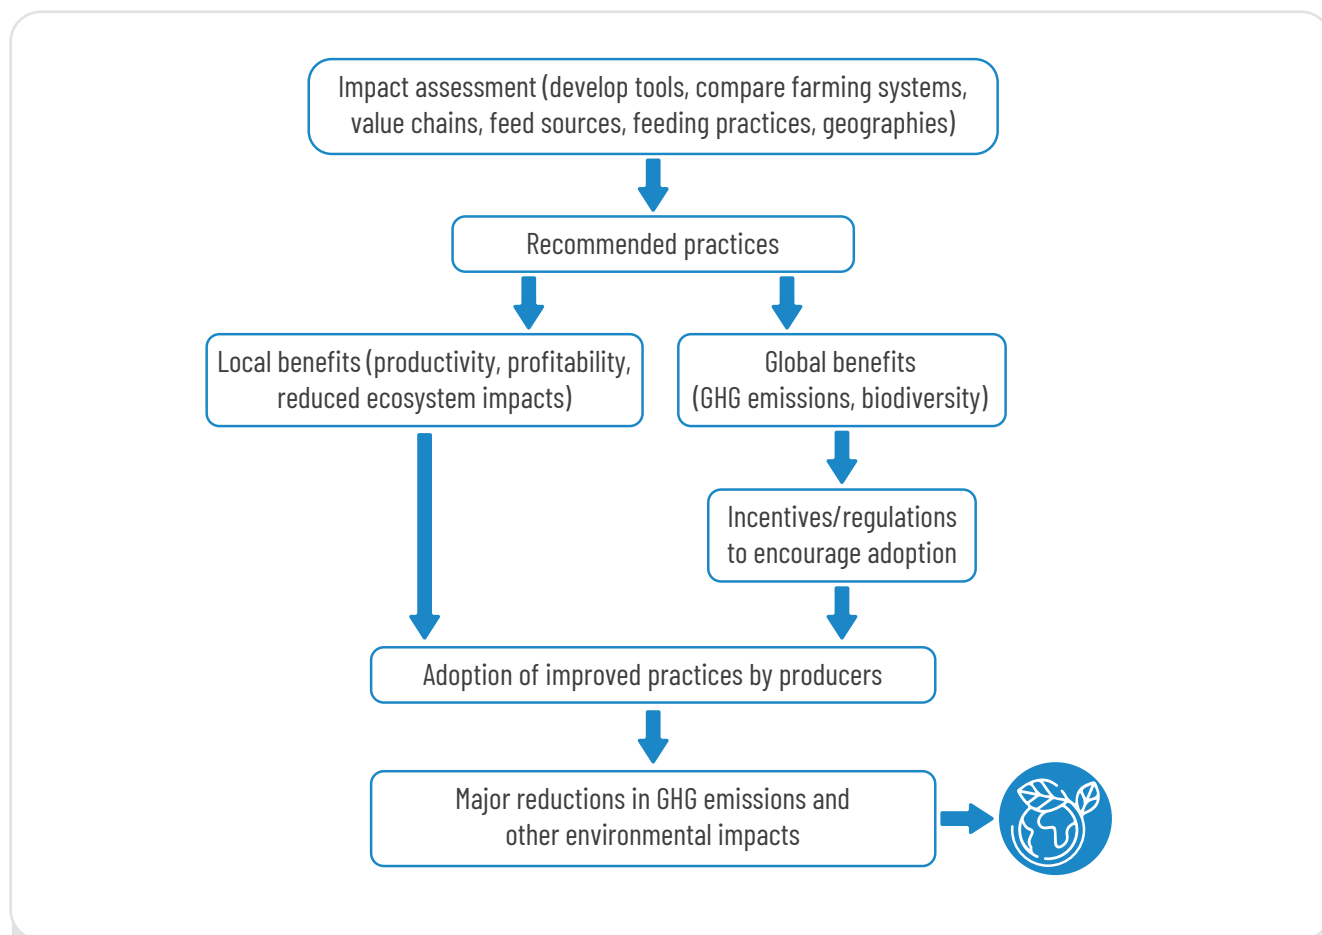 Impact assessment (develop tools, compare farming systems,
value chains, feed sources, feeding practices, geographies)
Recommended practices
Local benefits (productivity, profitability,
reduced ecosystem impacts)
Global benefits
(GHG emissions, biodiversity)
Incentives/regulations
to encourage adoption
Adoption of improved practices by producers
Major reductions in GHG emissions and
other environmental impacts